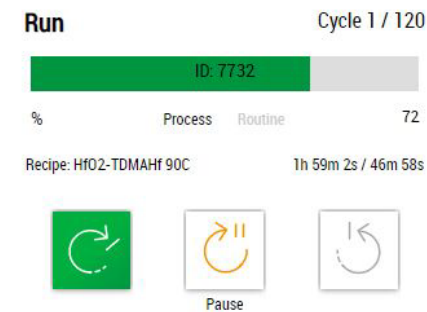 Run Cycle 1 / 120
ID: 7732
% Process Routine 72
Recipe: HfO2-TDMAHf 90C 1h 59m 2s / 46m 58s
Pause